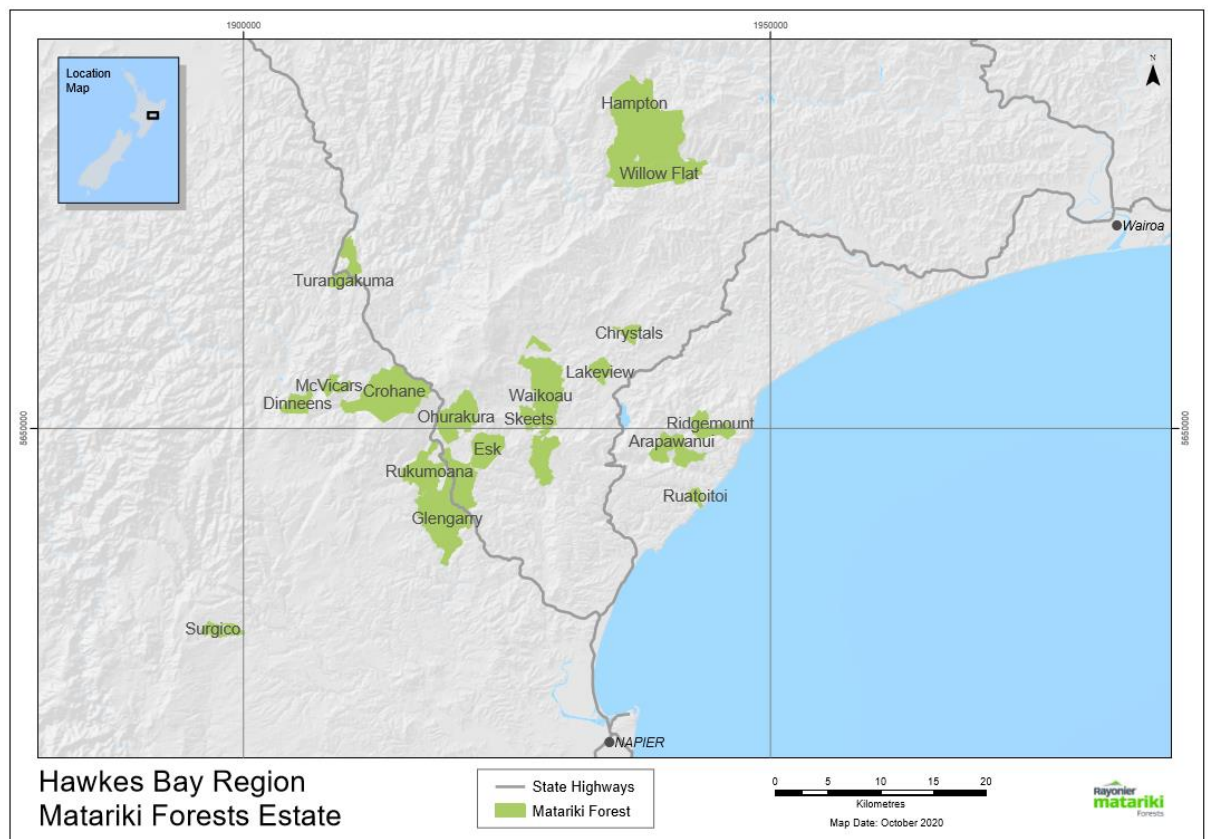 1900000
1950000
Location
Map
N
Hampton
Willow Flat
Wairoa
Turangakuma
Chrystals
Lakeview
McVicars
Crohane
Waikoau
Dinneens
Ohurakura
Skeets
Ridgemount
5650000
5650000
Arapawanui
Esk
Rukumoana
Ruatoitoi
Glengarry
Surgico
NAPIER
Hawkes Bay Region
Matariki Forests Estate
State Highways
Matariki Forest
0 5 10 15 20
Kilometres
Map Date: October 2020
Rayonier
matariki
Forests